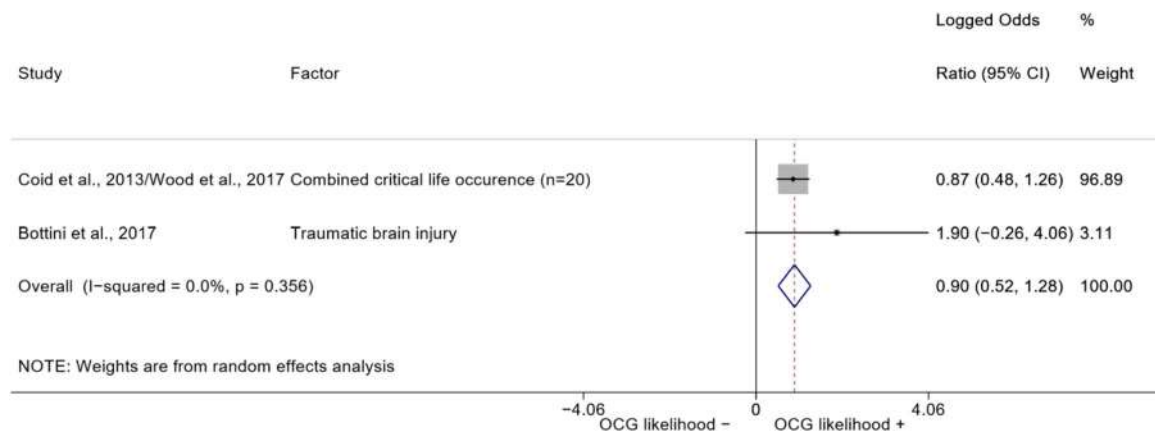 Logged Odds %
Study Factor Ratio (95% CI) Weight
Coid et al., 2013/Wood et al., 2017 Combined critical life occurence (n=20) 0.87 (0.48, 1.26) 96.89
Bottini et al., 2017 Traumatic brain injury 1.90 (−0.26, 4.06) 3.11
Overall (I−squared = 0.0%, p = 0.356) 0.90 (0.52, 1.28) 100.00
NOTE: Weights are from random effects analysis
−4.06 0 4.06
OCG likelihood − OCG likelihood +